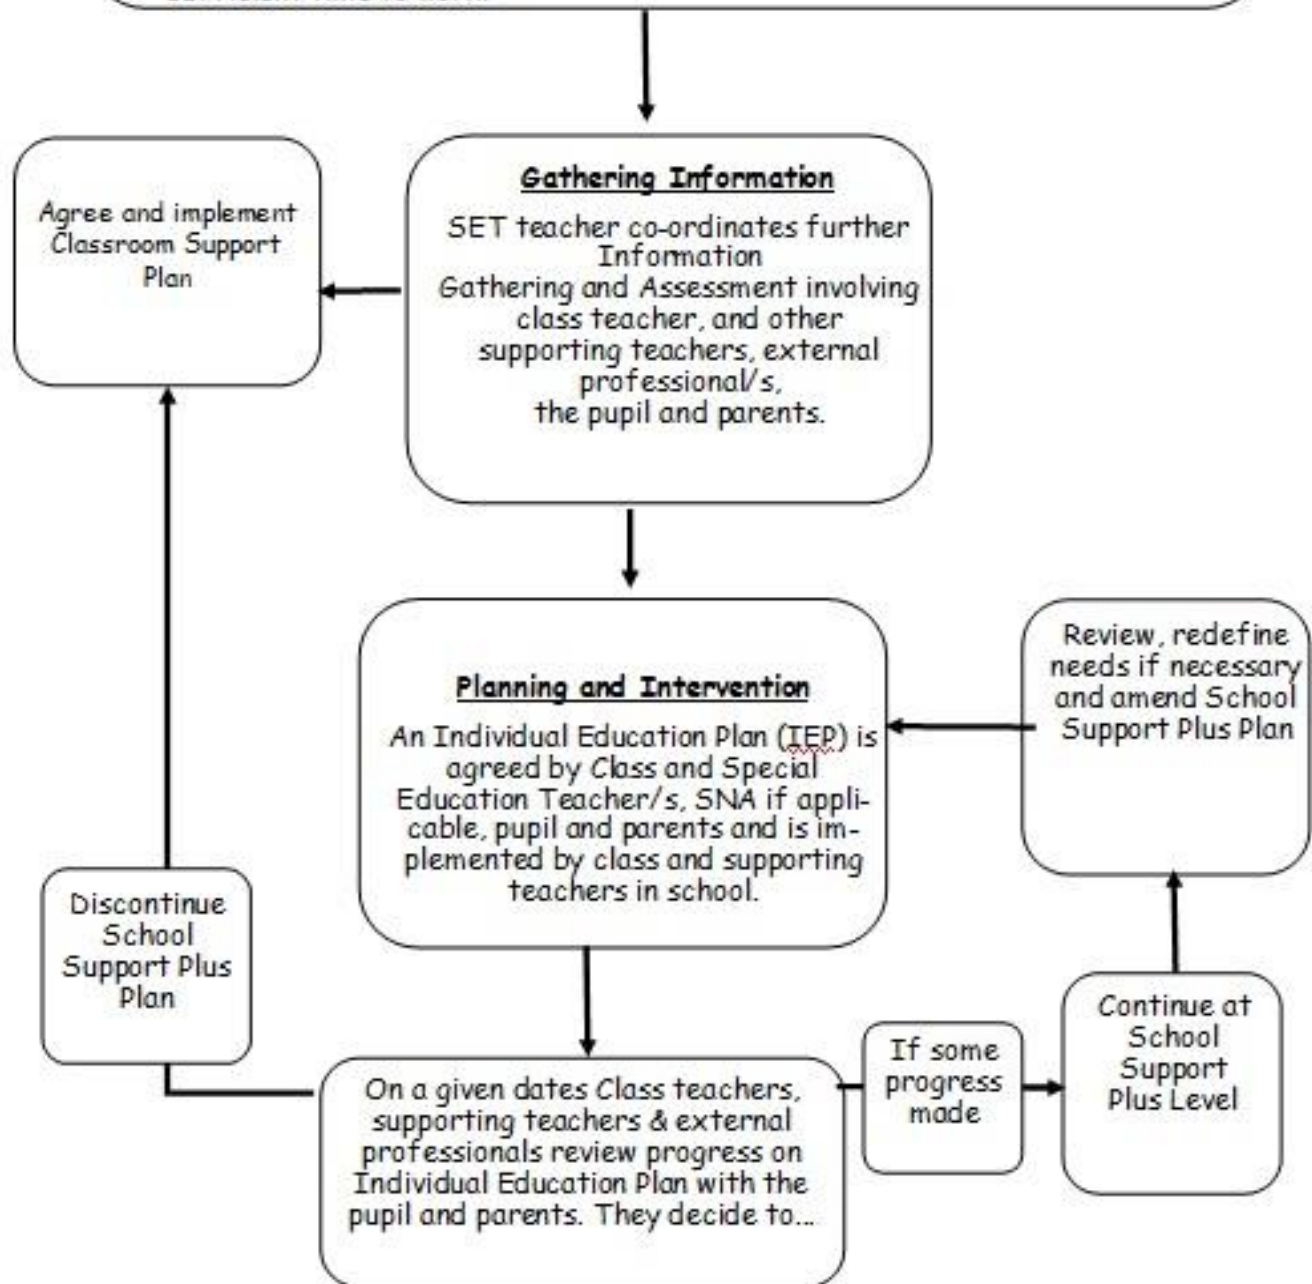 Gathering Information
SET teacher co-ordinates further
Information
Gathering and Assessment involving
class teacher, and other
supporting teachers, external
professional/s,
the pupil and parents.
Agree and implement
Classroom Support
Plan
Planning and Intervention
An Individual Education Plan (IEP) is
agreed by Class and Special
Education Teacher/s, SNA if appli-
cable, pupil and parents and is im-
plemented by class and supporting
teachers in school.
Review, redefine
needs if necessary
and amend School
Support Plus Plan
Discontinue
School
Support Plus
Plan
On a given dates Class teachers,
supporting teachers & external
professionals review progress on
Individual Education Plan with the
pupil and parents. They decide to...
If some
progress
made
Continue at
School
Support
Plus Level